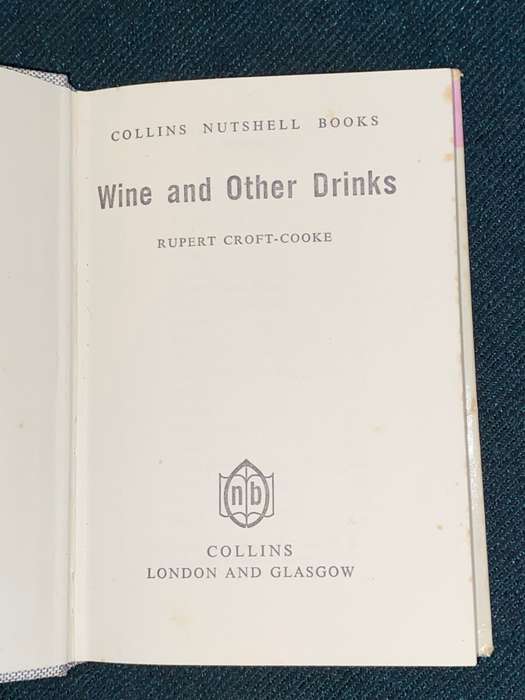 COLLINS NUTSHELL BOOKS
Wine and Other Drinks
RUPERT CROFT-COOKE
nb
COLLINS
LONDON AND GLASGOW